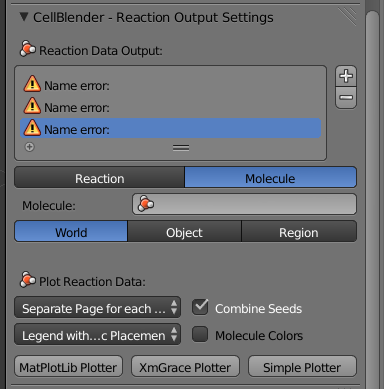 CellBlender - Reaction Output Settings
Reaction Data Output:
Name error:
Name error:
Name error:
Reaction Molecule
Molecule:
World Object Region
Plot Reaction Data:
Separate Page for each ... Combine Seeds
Legend with...c Placemen Molecule Colors
MatPlotLib Plotter XmGrace Plotter Simple Plotter